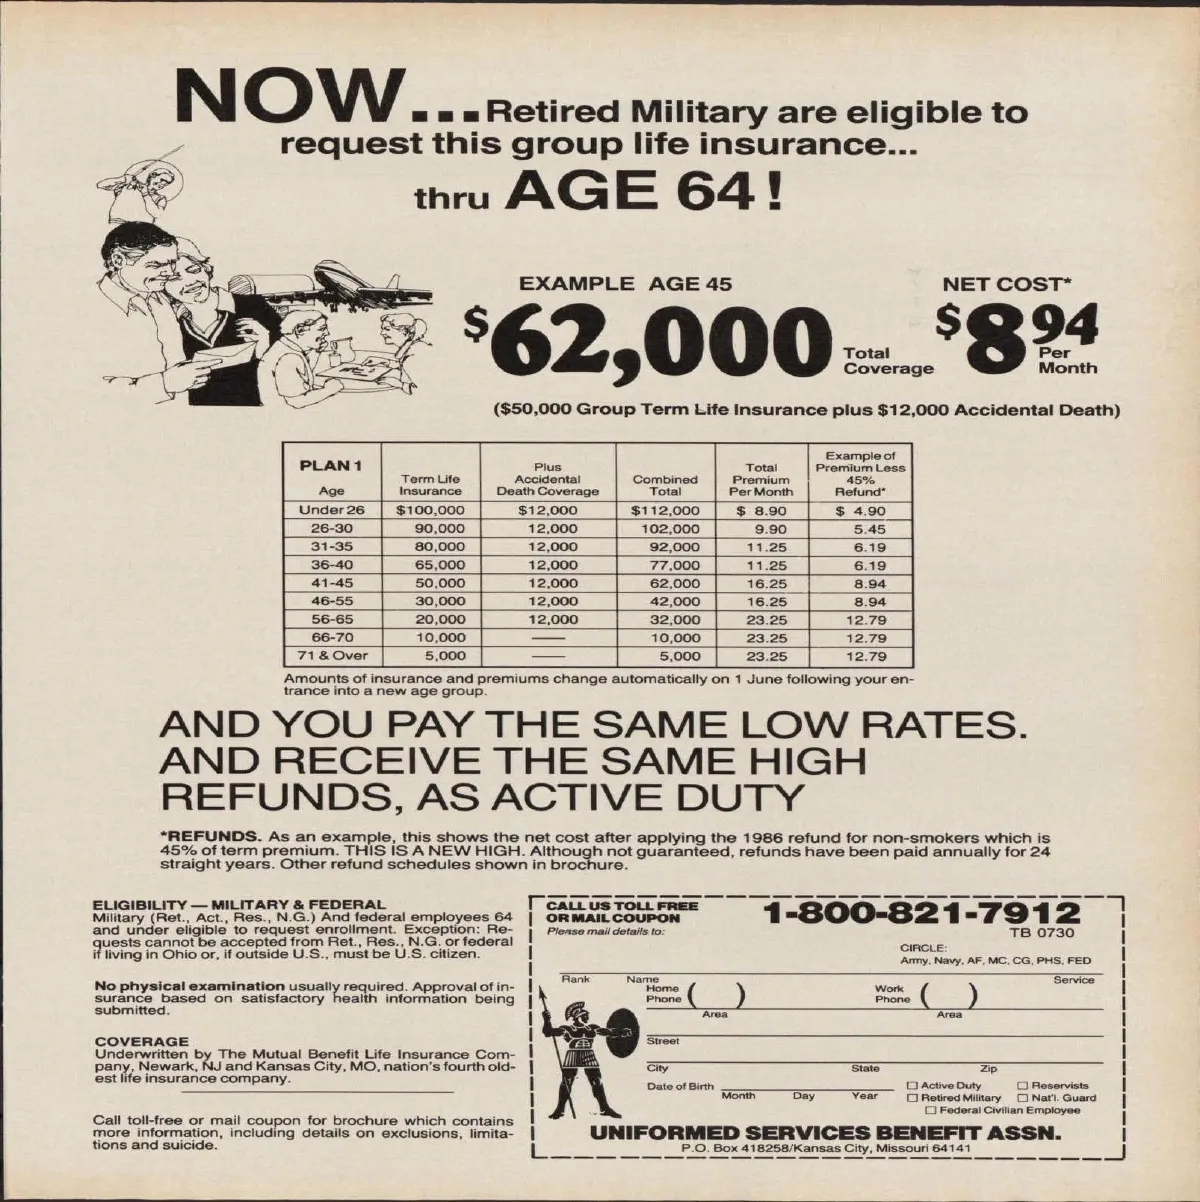 NOW...Retired Military are eligible to
request this group life insurance...
thru AGE 64!
EXAMPLE AGE 45
NET COST*
$62,000 Total Coverage
$8.94 Per Month
($50,000 Group Term Life Insurance plus $12,000 Accidental Death)
PLAN 1
Age | Term Life Insurance | Plus Accidental Death Coverage | Combined Total | Total Premium Per Month | Example of Premium Less 45% Refund*
Under 26 | $100,000 | $12,000 | $112,000 | $ 8.90 | $ 4.90
26-30 | 90,000 | 12,000 | 102,000 | 9.90 | 5.45
31-35 | 80,000 | 12,000 | 92,000 | 11.25 | 6.19
36-40 | 65,000 | 12,000 | 77,000 | 11.25 | 6.19
41-45 | 50,000 | 12,000 | 62,000 | 16.25 | 8.94
46-55 | 30,000 | 12,000 | 42,000 | 16.25 | 8.94
56-65 | 20,000 | 12,000 | 32,000 | 23.25 | 12.79
66-70 | 10,000 | — | 10,000 | 23.25 | 12.79
71 & Over | 5,000 | — | 5,000 | 23.25 | 12.79
Amounts of insurance and premiums change automatically on 1 June following your en-
trance into a new age group.
AND YOU PAY THE SAME LOW RATES.
AND RECEIVE THE SAME HIGH
REFUNDS, AS ACTIVE DUTY
*REFUNDS. As an example, this shows the net cost after applying the 1986 refund for non-smokers which is
45% of term premium. THIS IS A NEW HIGH. Although not guaranteed, refunds have been paid annually for 24
straight years. Other refund schedules shown in brochure.
ELIGIBILITY — MILITARY & FEDERAL
Military (Ret., Act., Res., N.G.) And federal employees 64
and under eligible to request enrollment. Exception: Re-
quests cannot be accepted from Ret., Res., N.G. or federal
if living in Ohio or, if outside U.S., must be U.S. citizen.
No physical examination usually required. Approval of in-
surance based on satisfactory health information being
submitted.
COVERAGE
Underwritten by The Mutual Benefit Life Insurance Com-
pany, Newark, NJ and Kansas City, MO, nation's fourth old-
est life insurance company.
Call toll-free or mail coupon for brochure which contains
more information, including details on exclusions, limita-
tions and suicide.
CALL US TOLL FREE
OR MAIL COUPON
1-800-821-7912
Please mail details to:
TB 0730
CIRCLE:
Army, Navy, AF, MC, CG, PHS, FED
Rank Name Service
Home Phone ( ) Work Phone ( )
Area Area
Street
City State Zip
Date of Birth
Month Day Year
☐ Active Duty ☐ Reservists
☐ Retired Military ☐ Nat'l. Guard
☐ Federal Civilian Employee
UNIFORMED SERVICES BENEFIT ASSN.
P.O. Box 418258/Kansas City, Missouri 64141